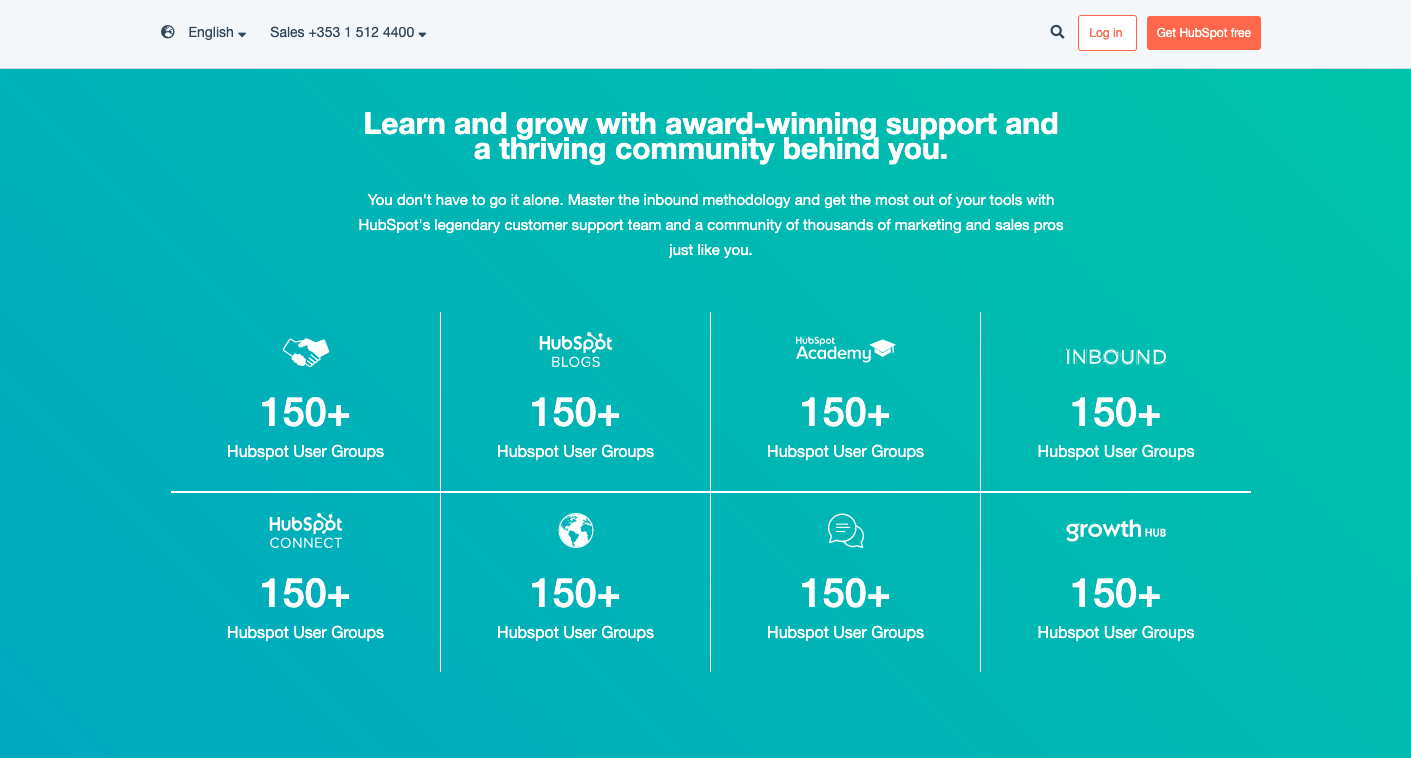 English
Sales +353 1 512 4400
Log in
Get HubSpot free
Learn and grow with award-winning support and
a thriving community behind you.
You don't have to go it alone. Master the inbound methodology and get the most out of your tools with
HubSpot's legendary customer support team and a community of thousands of marketing and sales pros
just like you.
150+
Hubspot User Groups
HubSpot
BLOGS
150+
Hubspot User Groups
HubSpot
Academy
150+
Hubspot User Groups
INBOUND
150+
Hubspot User Groups
HubSpot
CONNECT
150+
Hubspot User Groups
150+
Hubspot User Groups
150+
Hubspot User Groups
growth HUB
150+
Hubspot User Groups